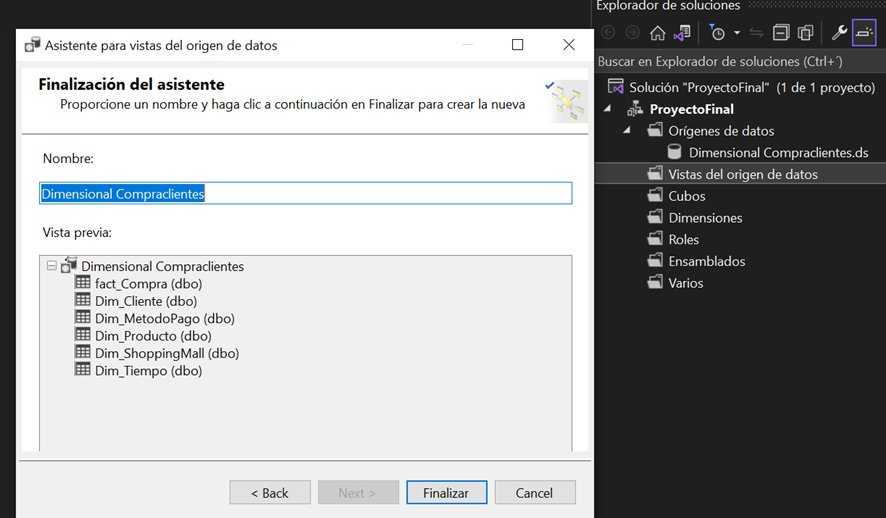 Explorador de soluciones
Asistente para vistas del origen de datos
Finalización del asistente
Proporcione un nombre y haga clic a continuación en Finalizar para crear la nueva
Nombre:
Dimensional Compraclientes
Vista previa:
Dimensional Compraclientes
fact_Compra (dbo)
Dim_Cliente (dbo)
Dim_MetodoPago (dbo)
Dim_Producto (dbo)
Dim_ShoppingMall (dbo)
Dim_Tiempo (dbo)
< Back
Next >
Finalizar
Cancel
Buscar en Explorador de soluciones (Ctrl+´)
Solución "ProyectoFinal" (1 de 1 proyecto)
ProyectoFinal
Orígenes de datos
Dimensional Compraclientes.ds
Vistas del origen de datos
Cubos
Dimensiones
Roles
Ensamblados
Varios